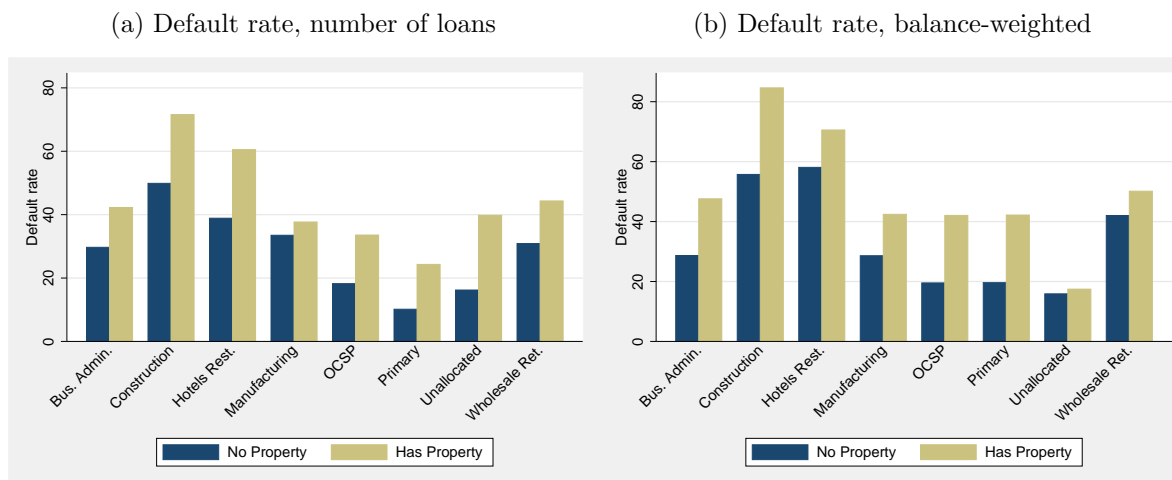 (a) Default rate, number of loans
(b) Default rate, balance-weighted
Default rate
80
60
40
20
0
Bus. Admin.
Construction
Hotels Rest.
Manufacturing
OCSP
Primary
Unallocated
Wholesale Ret.
No Property
Has Property
Default rate
80
60
40
20
0
Bus. Admin.
Construction
Hotels Rest.
Manufacturing
OCSP
Primary
Unallocated
Wholesale Ret.
No Property
Has Property